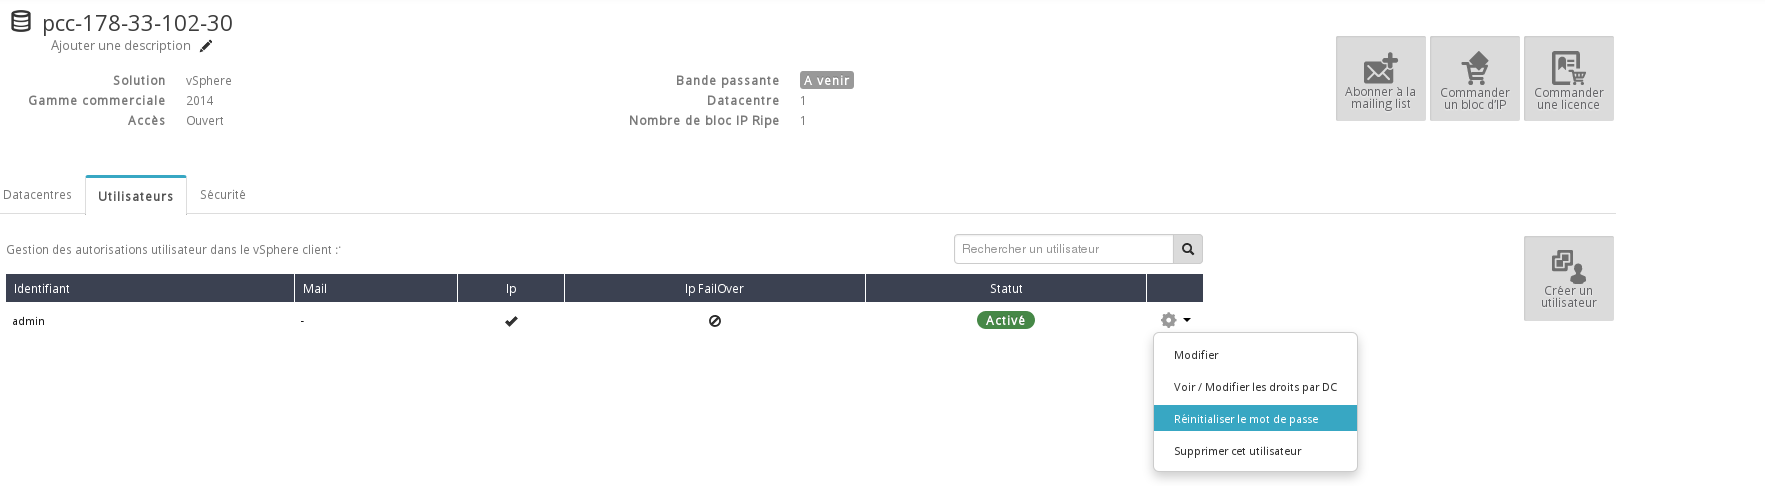 pcc-178-33-102-30
Ajouter une description
Solution vSphere
Gamme commerciale 2014
Accès Ouvert
Bande passante A venir
Datacentre 1
Nombre de bloc IP Ripe 1
Abonner à la
mailing list
Commander
un bloc d'IP
Commander
une licence
Datacentres Utilisateurs Sécurité
Gestion des autorisations utilisateur dans le vSphere client :
Rechercher un utilisateur
Créer un
utilisateur
Identifiant Mail Ip Ip FailOver Statut
admin - Activé
Modifier
Voir / Modifier les droits par DC
Réinitialiser le mot de passe
Supprimer cet utilisateur